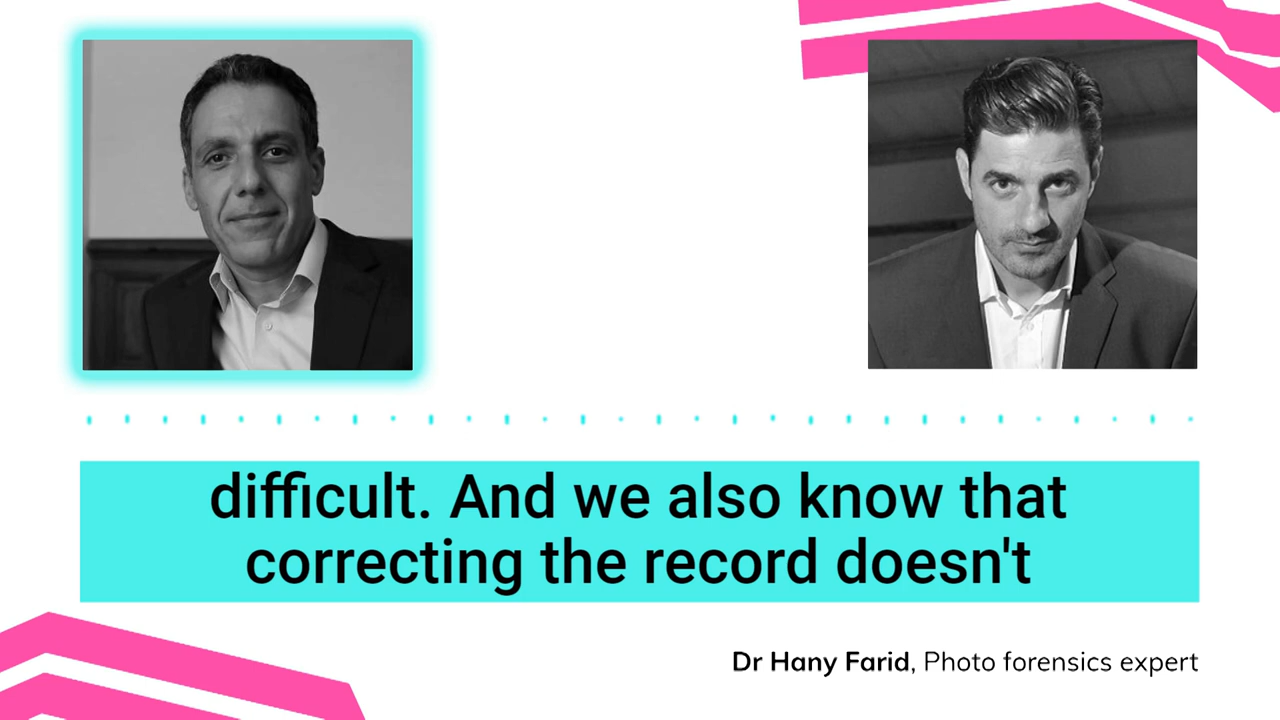 difficult. And we also know that
correcting the record doesn't
Dr Hany Farid, Photo forensics expert